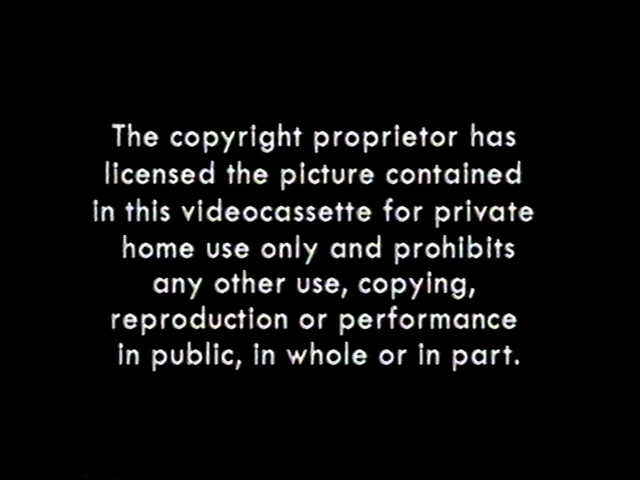 The copyright proprietor has
licensed the picture contained
in this videocassette for private
home use only and prohibits
any other use, copying,
reproduction or performance
in public, in whole or in part.